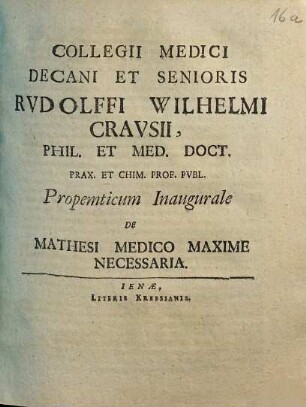 16a
COLLEGII MEDICI
DECANI ET SENIORIS
RVDOLFFI WILHELMI
CRAVSII,
PHIL. ET MED. DOCT.
PRAX. ET CHIM. PROF. PVBL.
Propemticum Inaugurale
DE
MATHESI MEDICO MAXIME
NECESSARIA.
IENÆ,
LITERIS KREBSIANIS.